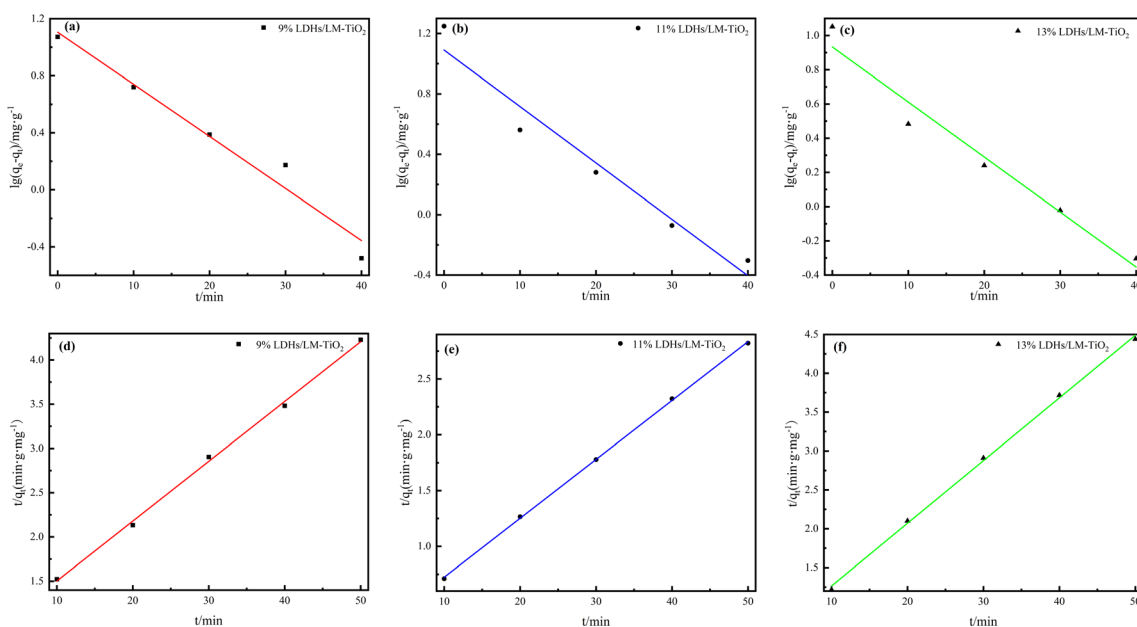 (a)
■ 9% LDHs/LM-TiO₂
lg(qₑ-qₜ)/mg·g⁻¹
1.2
0.8
0.4
0.0
-0.4
0 10 20 30 40
t/min
(b)
● 11% LDHs/LM-TiO₂
lg(qₑ-qₜ)/mg·g⁻¹
1.2
0.8
0.4
0.0
-0.4
0 10 20 30 40
t/min
(c)
▲ 13% LDHs/LM-TiO₂
lg(qₑ-qₜ)/mg·g⁻¹
1.0
0.8
0.6
0.4
0.2
0.0
-0.2
-0.4
0 10 20 30 40
t/min
(d)
■ 9% LDHs/LM-TiO₂
t/qₜ(min·g·mg⁻¹)
4.0
3.5
3.0
2.5
2.0
1.5
10 20 30 40 50
t/min
(e)
● 11% LDHs/LM-TiO₂
t/qₜ(min·g·mg⁻¹)
2.5
2.0
1.5
1.0
10 20 30 40 50
t/min
(f)
▲ 13% LDHs/LM-TiO₂
t/qₜ(min·g·mg⁻¹)
4.5
4.0
3.5
3.0
2.5
2.0
1.5
10 20 30 40 50
t/min